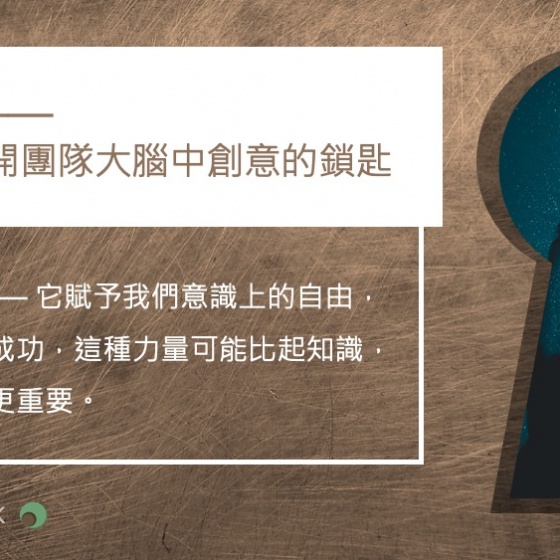 開團隊大腦中創意的鎖匙
— 它賦予我們意識上的自由，
成功，這種力量可能比起知識，
更重要。
K